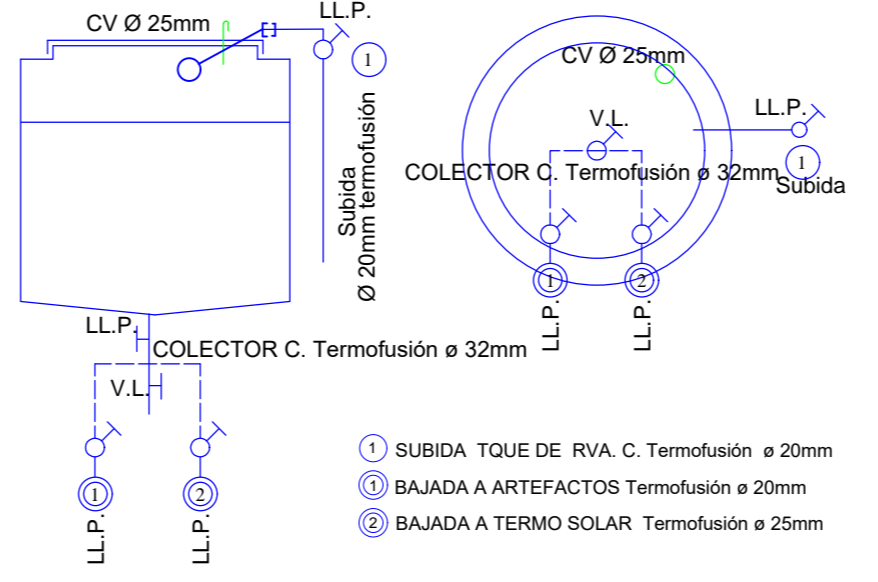 CV Ø 25mm
LL.P.
1
Subida
Ø 20mm termofusión
LL.P.
COLECTOR C. Termofusión ø 32mm
V.L.
1
2
LL.P.
LL.P.
CV Ø 25mm
LL.P.
V.L.
COLECTOR C. Termofusión ø 32mm
1
Subida
1
2
LL.P.
LL.P.
1 SUBIDA TQUE DE RVA. C. Termofusión ø 20mm
1 BAJADA A ARTEFACTOS Termofusión ø 20mm
2 BAJADA A TERMO SOLAR Termofusión ø 25mm